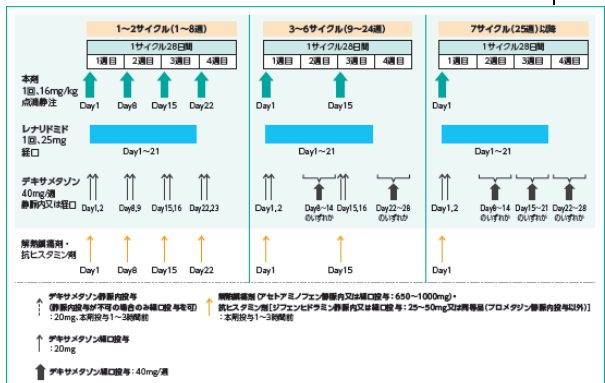 1～2サイクル(1～8週)
3～6サイクル(9～24週)
7サイクル(25週)以降
1サイクル28日間
1サイクル28日間
1サイクル28日間
1週目 2週目 3週目 4週目
1週目 2週目 3週目 4週目
1週目 2週目 3週目 4週目
本剤
1回、16mg/kg
点滴静注
Day1 Day8 Day15 Day22
Day1 Day15
Day1
レナリドミド
1回、25mg
経口
Day1～21
Day1～21
Day1～21
デキサメタゾン
40mg/週
静脈内又は経口
Day1,2 Day8,9 Day15,16 Day22,23
Day1,2 Day8～14のいずれか Day15,16 Day22～28のいずれか
Day1,2 Day8～14のいずれか Day15～21のいずれか Day22～28のいずれか
解熱鎮痛剤・
抗ヒスタミン剤
Day1 Day8 Day15 Day22
Day1 Day15
Day1
デキサメタゾン静脈内投与
(静脈内投与が不可の場合のみ経口投与を可)
:20mg、本剤投与1～3時間前
デキサメタゾン経口投与
:20mg
デキサメタゾン経口投与:40mg/週
解熱鎮痛剤(アセトアミノフェン静脈内又は経口投与:650～1000mg)・
抗ヒスタミン剤[ジフェンヒドラミン静脈内又は経口投与:25～50mg又は同等品(プロメタジン静脈内投与以外)]
:本剤投与1～3時間前